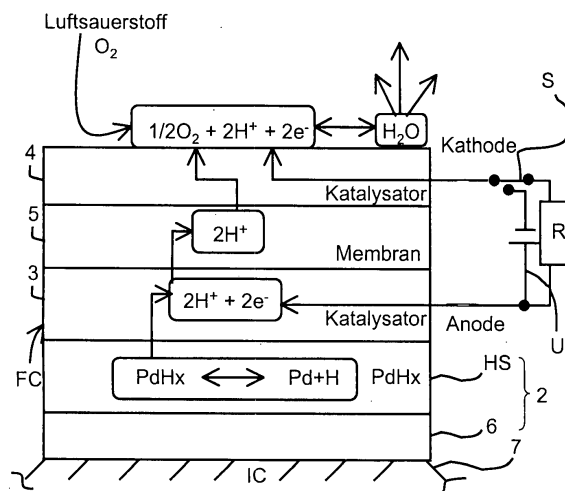 Luftsauerstoff
O₂
S
1/2O₂ + 2H⁺ + 2e⁻
H₂O
Kathode
4
Katalysator
5
2H⁺
Membran
R
3
2H⁺ + 2e⁻
Katalysator
Anode
U
FC
PdHx
Pd+H
PdHx
HS
2
6
7
IC